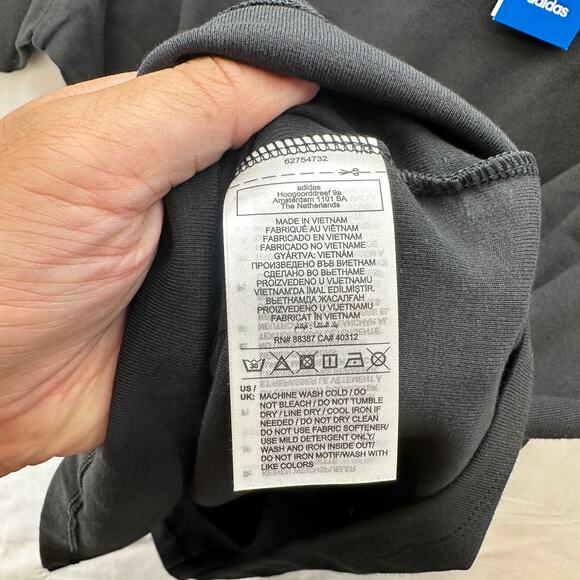 adidas
62754732
adidas
Hoogoorddreef 9a
Amsterdam 1101 BA
The Netherlands
MADE IN VIETNAM
FABRIQUÉ AU VIÊTNAM
FABRICADO EN VIETNAM
FABRICADO NO VIETNAME
GYÁRTVA: VIETNÁM
ПРОИЗВЕДЕНО ВЪВ ВИЕТНАМ
СДЕЛАНО ВО ВЬЕТНАМЕ
PROIZVEDENO U VIJETNAMU
VIETNAM'DA İMAL EDİLMİŞTİR.
ВЬЕТНАМДА ЖАСАЛҒАН
PROIZVEDENO U VIJETNAMU
FABRICAT ÎN VIETNAM
RN# 88387 CA# 40312
30
US / UK: MACHINE WASH COLD / DO
NOT BLEACH / DO NOT TUMBLE
DRY / LINE DRY / COOL IRON IF
NEEDED / DO NOT DRY CLEAN
DO NOT USE FABRIC SOFTENER/
USE MILD DETERGENT ONLY/
WASH AND IRON INSIDE OUT/
DO NOT IRON MOTIF/WASH WITH
LIKE COLORS